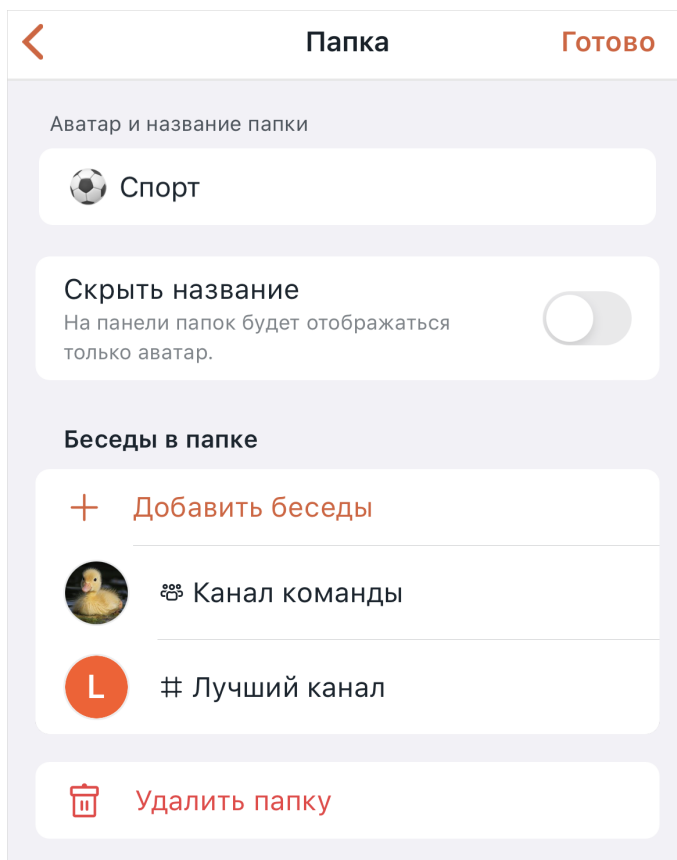 Папка
Готово
Аватар и название папки
Спорт
Скрыть название
На панели папок будет отображаться
только аватар.
Беседы в папке
Добавить беседы
Канал команды
L
# Лучший канал
Удалить папку